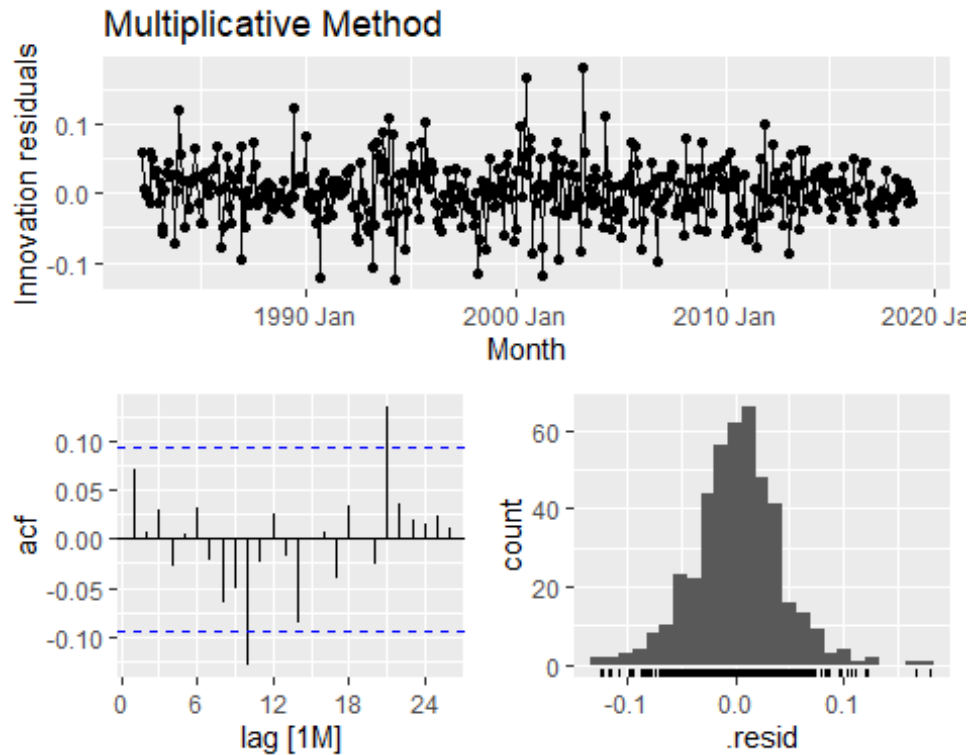 Multiplicative Method
Innovation residuals
0.1
0.0
-0.1
1990 Jan 2000 Jan 2010 Jan 2020 Ja
Month
acf
0.10
0.05
0.00
-0.05
-0.10
0 6 12 18 24
lag [1M]
count
60
40
20
0
-0.1 0.0 0.1
.resid